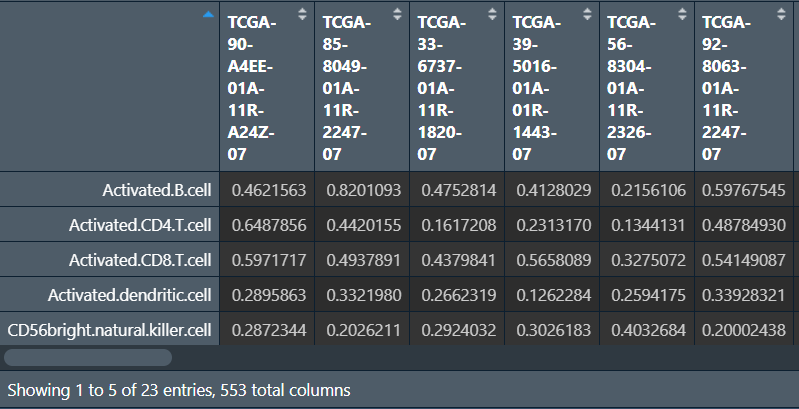 TCGA-90-A4EE-01A-11R-A24Z-07 TCGA-85-8049-01A-11R-2247-07 TCGA-33-6737-01A-11R-1820-07 TCGA-39-5016-01A-01R-1443-07 TCGA-56-8304-01A-11R-2326-07 TCGA-92-8063-01A-11R-2247-07
Activated.B.cell 0.4621563 0.8201093 0.4752814 0.4128029 0.2156106 0.59767545
Activated.CD4.T.cell 0.6487856 0.4420155 0.1617208 0.2313170 0.1344131 0.48784930
Activated.CD8.T.cell 0.5971717 0.4937891 0.4379841 0.5658089 0.3275072 0.54149087
Activated.dendritic.cell 0.2895863 0.3321980 0.2662319 0.1262284 0.2594175 0.33928321
CD56bright.natural.killer.cell 0.2872344 0.2026211 0.2924032 0.3026183 0.4032684 0.20002438
Showing 1 to 5 of 23 entries, 553 total columns